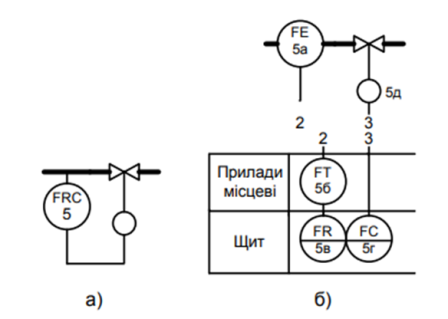 FE
5а
5д
2
3
2
3
FRC
5
Прилади
місцеві
FT
5б
Щит
FR
5в
FC
5г
а)
б)